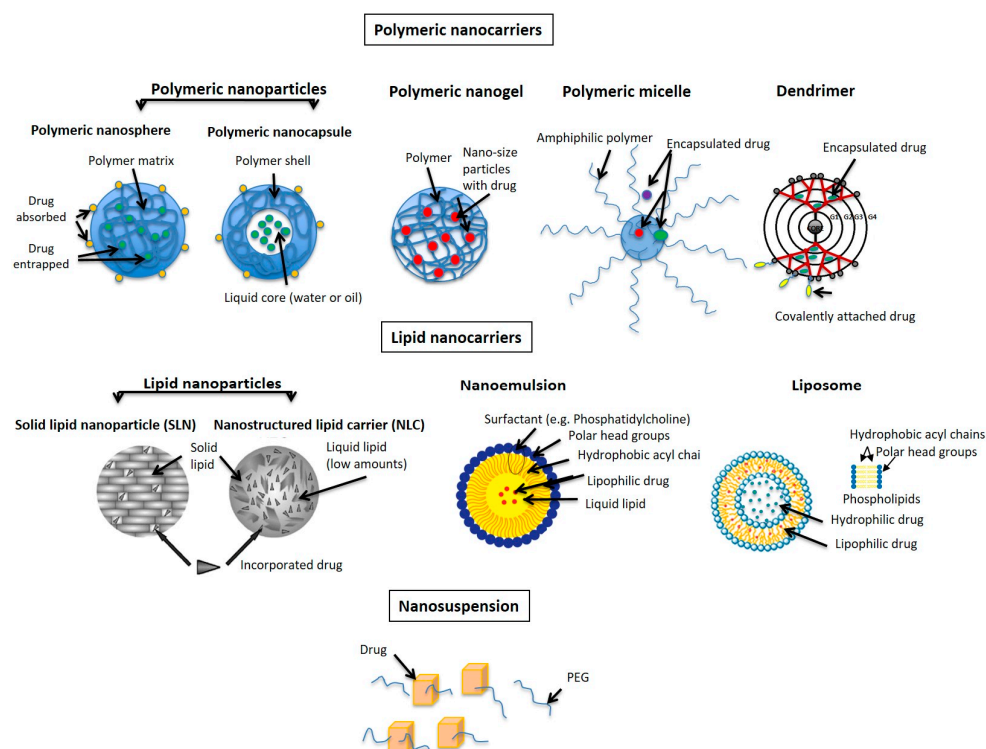 Polymeric nanocarriers
Polymeric nanoparticles
Polymeric nanogel
Polymeric micelle
Dendrimer
Polymeric nanosphere
Polymeric nanocapsule
Polymer matrix
Drug
absorbed
Drug
entrapped
Polymer shell
Liquid core (water or oil)
Polymer
Nano-size
particles
with drug
Amphiphilic polymer
Encapsulated drug
Encapsulated drug
G1 G2 G3 G4
Covalently attached drug
Lipid nanocarriers
Lipid nanoparticles
Nanoemulsion
Liposome
Solid lipid nanoparticle (SLN)
Nanostructured lipid carrier (NLC)
Solid
lipid
Liquid lipid
(low amounts)
Incorporated drug
Surfactant (e.g. Phosphatidylcholine)
Polar head groups
Hydrophobic acyl chai
Lipophilic drug
Liquid lipid
Hydrophobic acyl chains
Polar head groups
Phospholipids
Hydrophilic drug
Lipophilic drug
Nanosuspension
Drug
PEG